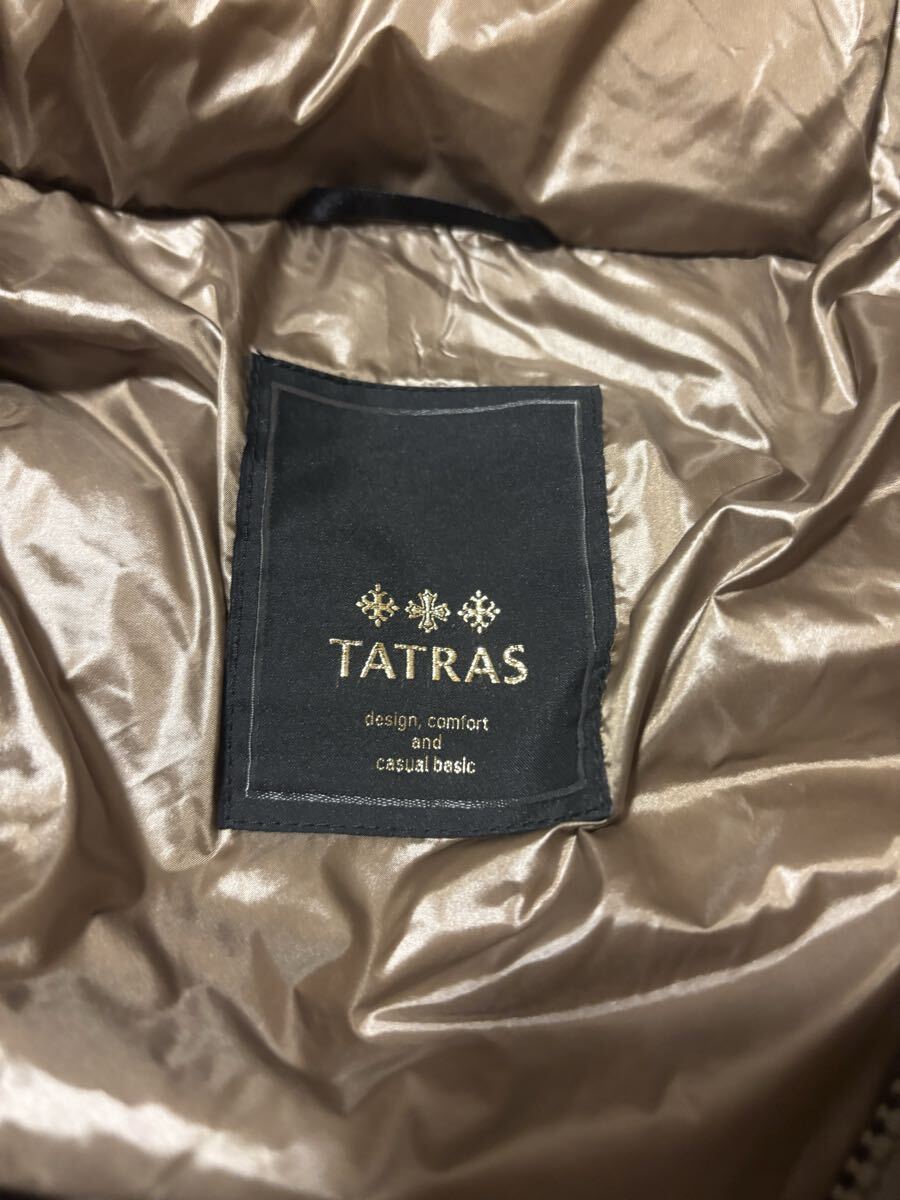 TATRAS
design, comfort
and
casual basic